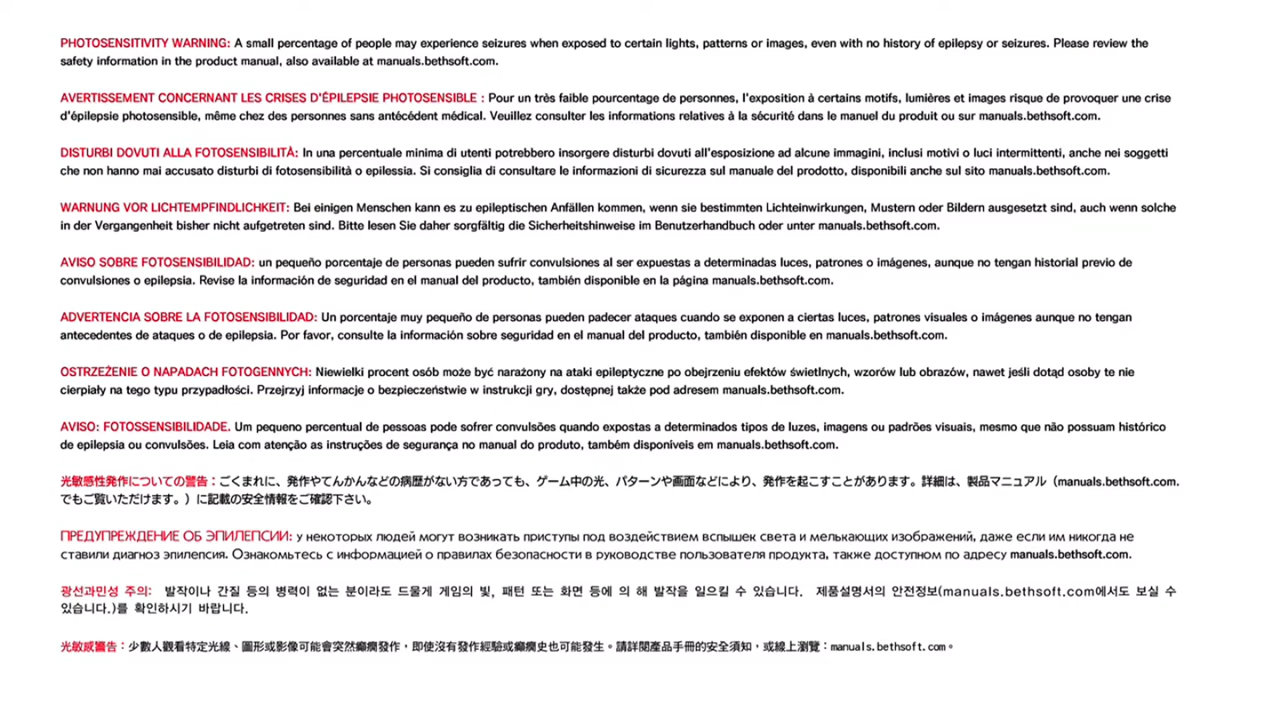 PHOTOSENSITIVITY WARNING: A small percentage of people may experience seizures when exposed to certain lights, patterns or images, even with no history of epilepsy or seizures. Please review the
safety information in the product manual, also available at manuals.bethsoft.com.
AVERTISSEMENT CONCERNANT LES CRISES D'ÉPILEPSIE PHOTOSENSIBLE : Pour un très faible pourcentage de personnes, l'exposition à certains motifs, lumières et images risque de provoquer une crise
d'épilepsie photosensible, même chez des personnes sans antécédent médical. Veuillez consulter les informations relatives à la sécurité dans le manuel du produit ou sur manuals.bethsoft.com.
DISTURBI DOVUTI ALLA FOTOSENSIBILITÀ: In una percentuale minima di utenti potrebbero insorgere disturbi dovuti all'esposizione ad alcune immagini, inclusi motivi o luci intermittenti, anche nei soggetti
che non hanno mai accusato disturbi di fotosensibilità o epilessia. Si consiglia di consultare le informazioni di sicurezza sul manuale del prodotto, disponibili anche sul sito manuals.bethsoft.com.
WARNUNG VOR LICHTEMPFINDLICHKEIT: Bei einigen Menschen kann es zu epileptischen Anfällen kommen, wenn sie bestimmten Lichteinwirkungen, Mustern oder Bildern ausgesetzt sind, auch wenn solche
in der Vergangenheit bisher nicht aufgetreten sind. Bitte lesen Sie daher sorgfältig die Sicherheitshinweise im Benutzerhandbuch oder unter manuals.bethsoft.com.
AVISO SOBRE FOTOSENSIBILIDAD: un pequeño porcentaje de personas pueden sufrir convulsiones al ser expuestas a determinadas luces, patrones o imágenes, aunque no tengan historial previo de
convulsiones o epilepsia. Revise la información de seguridad en el manual del producto, también disponible en la página manuals.bethsoft.com.
ADVERTENCIA SOBRE LA FOTOSENSIBILIDAD: Un porcentaje muy pequeño de personas pueden padecer ataques cuando se exponen a ciertas luces, patrones visuales o imágenes aunque no tengan
antecedentes de ataques o de epilepsia. Por favor, consulte la información sobre seguridad en el manual del producto, también disponible en manuals.bethsoft.com.
OSTRZEŻENIE O NAPADACH FOTOGENNYCH: Niewielki procent osób może być narażony na ataki epileptyczne po obejrzeniu efektów świetlnych, wzorów lub obrazów, nawet jeśli dotąd osoby te nie
cierpiały na tego typu przypadłości. Przejrzyj informacje o bezpieczeństwie w instrukcji gry, dostępnej także pod adresem manuals.bethsoft.com.
AVISO: FOTOSSENSIBILIDADE. Um pequeno percentual de pessoas pode sofrer convulsões quando expostas a determinados tipos de luzes, imagens ou padrões visuais, mesmo que não possuam histórico
de epilepsia ou convulsões. Leia com atenção as instruções de segurança no manual do produto, também disponíveis em manuals.bethsoft.com.
光敏感性発作についての警告：ごくまれに、発作やてんかんなどの病歴がない方であっても、ゲーム中の光、パターンや画面などにより、発作を起こすことがあります。詳細は、製品マニュアル（manuals.bethsoft.com.
でもご覧いただけます。）に記載の安全情報をご確認下さい。
ПРЕДУПРЕЖДЕНИЕ ОБ ЭПИЛЕПСИИ: у некоторых людей могут возникать приступы под воздействием вспышек света и мелькающих изображений, даже если им никогда не
ставили диагноз эпилепсия. Ознакомьтесь с информацией о правилах безопасности в руководстве пользователя продукта, также доступном по адресу manuals.bethsoft.com.
광선과민성 주의: 발작이나 간질 등의 병력이 없는 분이라도 드물게 게임의 빛, 패턴 또는 화면 등에 의 해 발작을 일으킬 수 있습니다. 제품설명서의 안전정보(manuals.bethsoft.com에서도 보실 수
있습니다.)를 확인하시기 바랍니다.
光敏感警告：少數人觀看特定光線、圖形或影像可能會突然癲癇發作，即使沒有發作經驗或癲癇史也可能發生。請詳閱產品手冊的安全須知，或線上瀏覽：manuals.bethsoft.com。